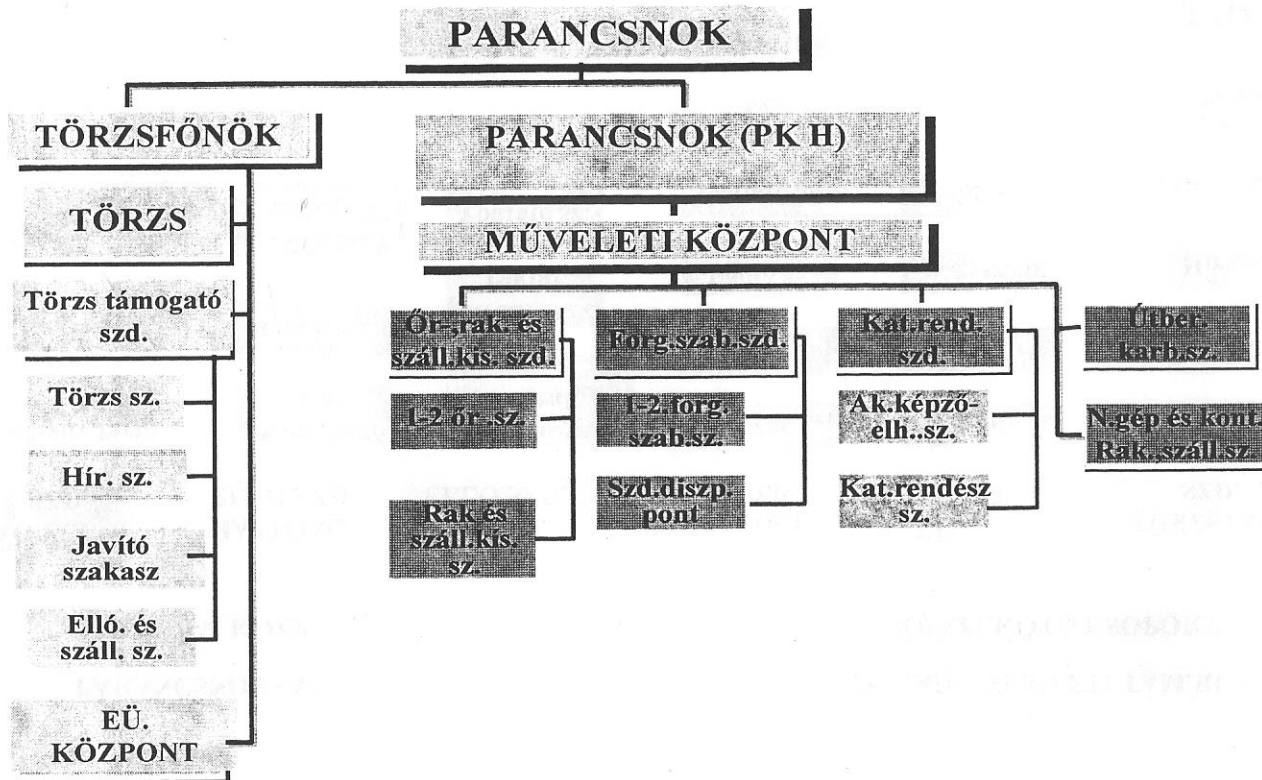 PARANCSNOK
TÖRZSFŐNÖK
PARANCSNOK (PK H)
TÖRZS
MŰVELETI KÖZPONT
Törzs támogató
szd.
Őr-,rak. és
száll.kis. szd.
Forg.szab.szd.
Kat.rend.
szd.
Útber.
karb.sz.
Törzs sz.
1-2 őr .sz.
1-2.forg.
szab.sz.
Ak.képző-
elh..sz.
N.gép és kont.
Rak.,száll.sz
Hír. sz.
Rak és
száll.kis.
sz.
Szd.diszp.
pont
Kat.rendész
sz.
Javító
szakasz
Elló. és
száll. sz.
EÜ.
KÖZPONT